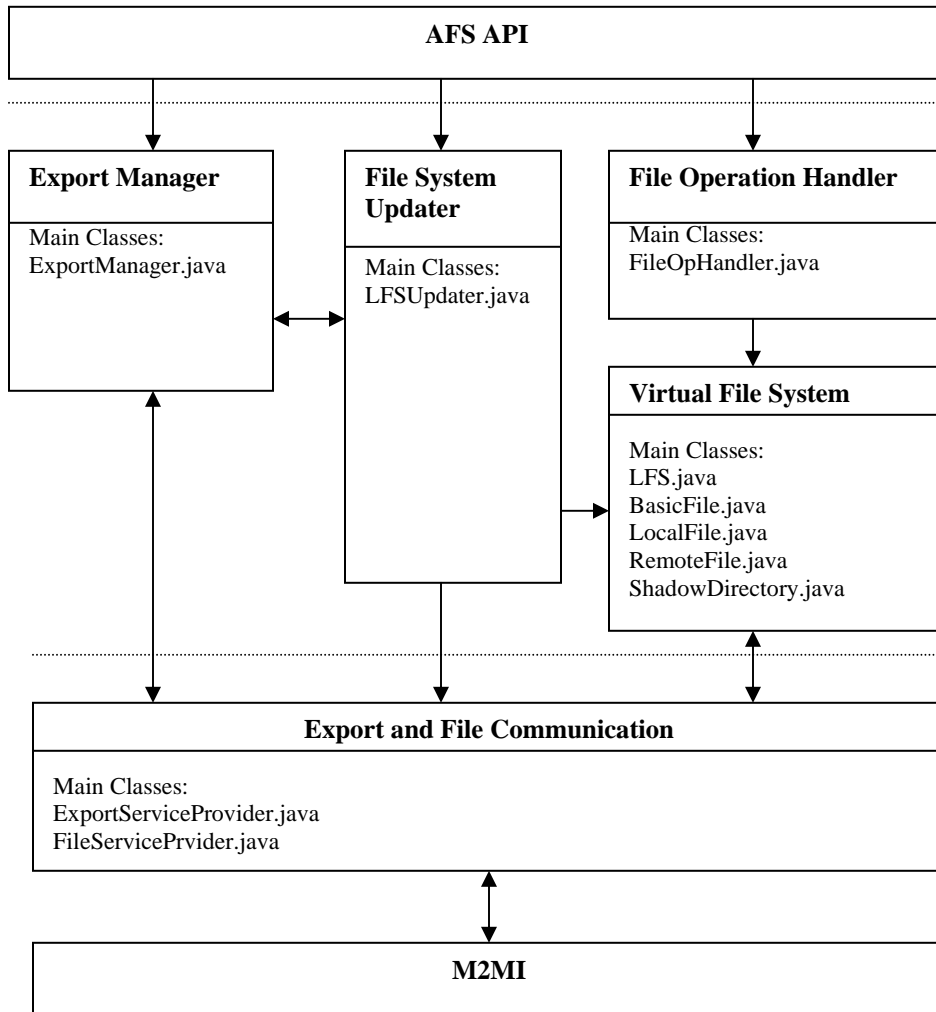 AFS API
Export Manager
Main Classes:
ExportManager.java
File System
Updater
Main Classes:
LFSUpdater.java
File Operation Handler
Main Classes:
FileOpHandler.java
Virtual File System
Main Classes:
LFS.java
BasicFile.java
LocalFile.java
RemoteFile.java
ShadowDirectory.java
Export and File Communication
Main Classes:
ExportServiceProvider.java
FileServicePrvider.java
M2MI